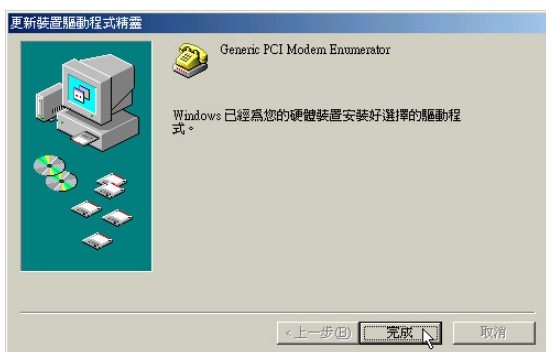 更新裝置驅動程式精靈
Generic PCI Modem Enumerator
Windows 已經為您的硬體裝置安裝好選擇的驅動程
式。
<上一步(B)
完成
取消